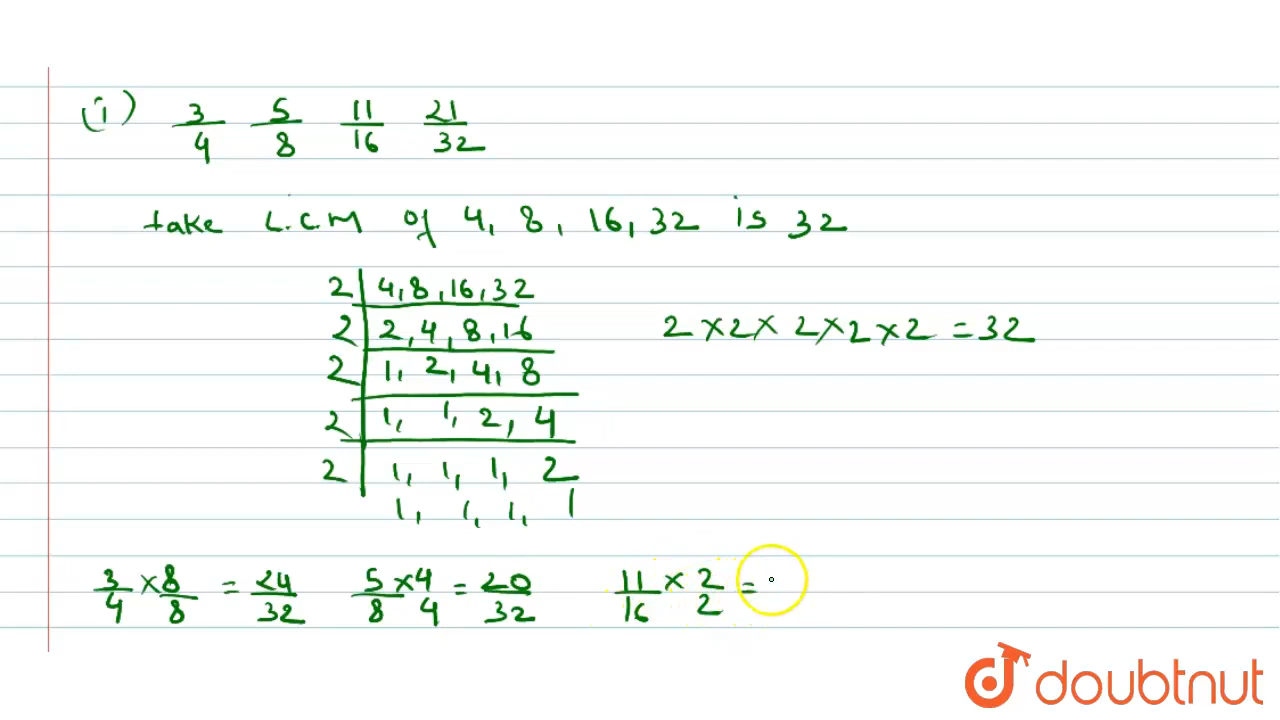 (i) 3/4 5/8 11/16 21/32
take L.C.M of 4, 8, 16, 32 is 32
2 | 4, 8, 16, 32
2 | 2, 4, 8, 16 2 × 2 × 2 × 2 × 2 = 32
2 | 1, 2, 4, 8
2 | 1, 1, 2, 4
2 | 1, 1, 1, 2
1, 1, 1, 1
3/4 × 8/8 = 24/32 5/8 × 4/4 = 20/32 11/16 × 2/2 =
doubtnut